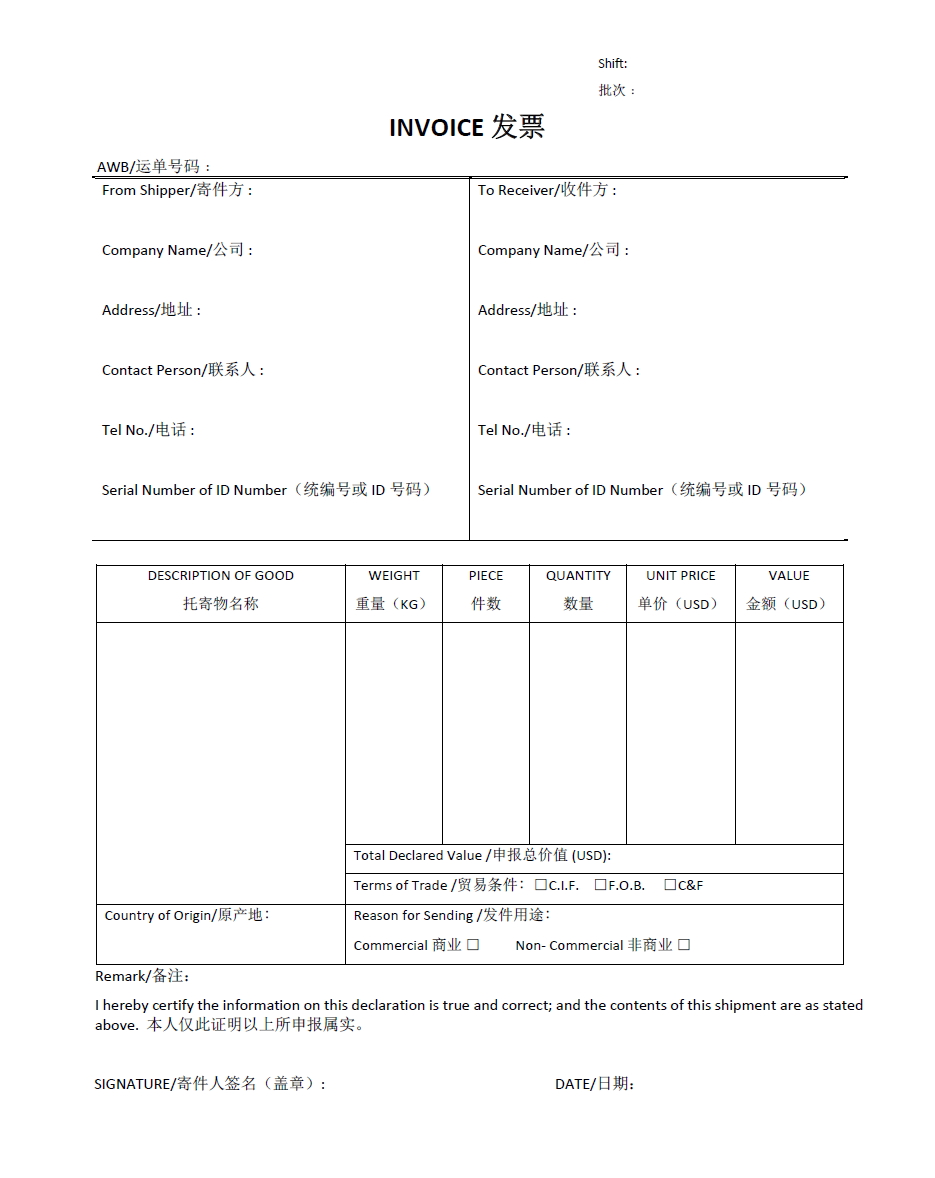 Shift:
批次：
INVOICE 发票
AWB/运单号码：
From Shipper/寄件方：
Company Name/公司：
Address/地址：
Contact Person/联系人：
Tel No./电话：
Serial Number of ID Number（统编号或 ID 号码）
To Receiver/收件方：
Company Name/公司：
Address/地址：
Contact Person/联系人：
Tel No./电话：
Serial Number of ID Number（统编号或 ID 号码）
DESCRIPTION OF GOOD
托寄物名称
WEIGHT
重量（KG）
PIECE
件数
QUANTITY
数量
UNIT PRICE
单价（USD）
VALUE
金额（USD）
Total Declared Value /申报总价值 (USD):
Terms of Trade /贸易条件: ☐C.I.F. ☐F.O.B. ☐C&F
Country of Origin/原产地:
Reason for Sending /发件用途:
Commercial 商业 ☐ Non- Commercial 非商业 ☐
Remark/备注:
I hereby certify the information on this declaration is true and correct; and the contents of this shipment are as stated
above. 本人仅此证明以上所申报属实。
SIGNATURE/寄件人签名（盖章）:
DATE/日期: